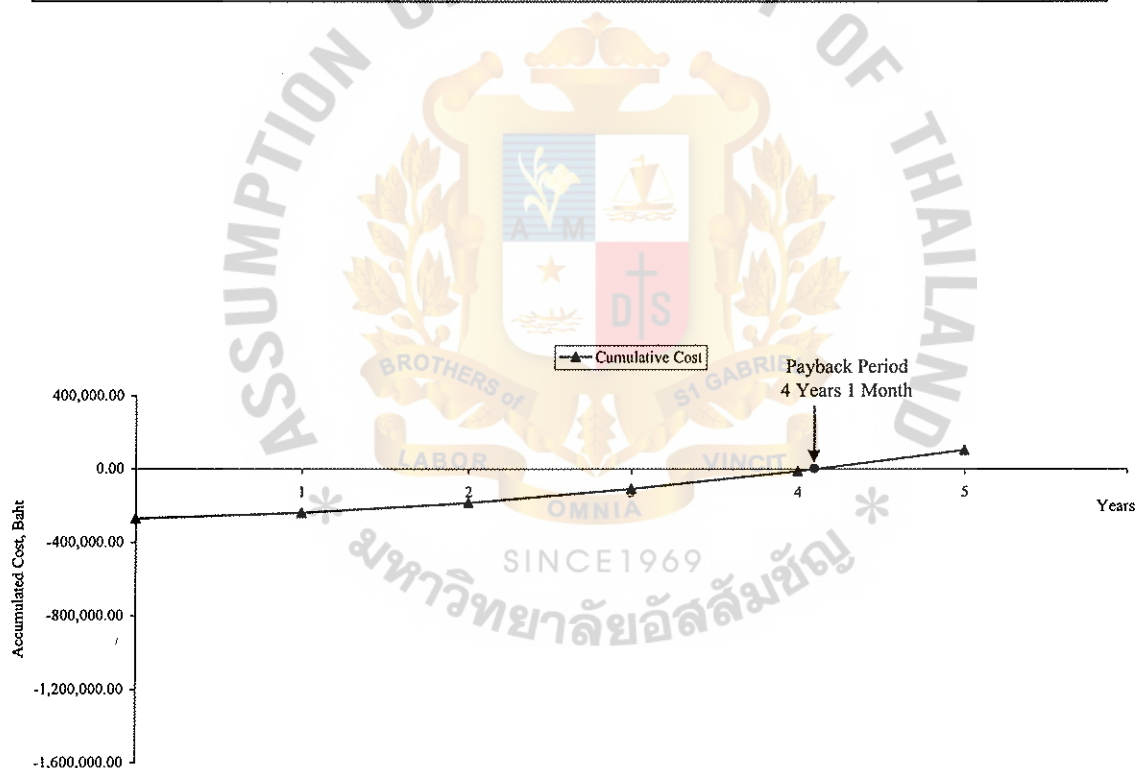 ASSUMPTION
OF THAILAND
A M
D S
BROTHERS of
S1 GABRIEL
LABOR
VINCIT
OMNIA
SINCE1969
มหาวิทยาลัยอัสสัมชัญ
Cumulative Cost
Payback Period
4 Years 1 Month
400,000.00
0.00
-400,000.00
-800,000.00
-1,200,000.00
-1,600,000.00
Accumulated Cost, Baht
1
2
3
4
5
Years